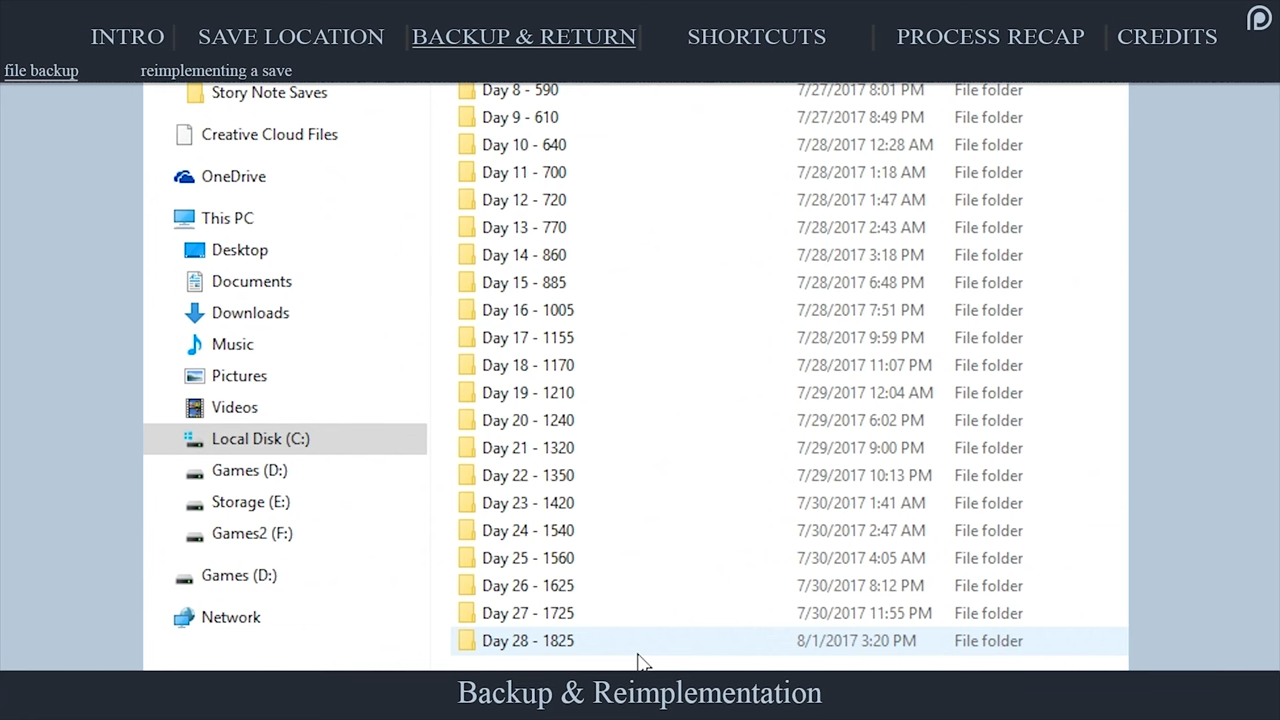 INTRO SAVE LOCATION BACKUP & RETURN SHORTCUTS PROCESS RECAP CREDITS
file backup reimplementing a save
Story Note Saves
Creative Cloud Files
OneDrive
This PC
Desktop
Documents
Downloads
Music
Pictures
Videos
Local Disk (C:)
Games (D:)
Storage (E:)
Games2 (F:)
Games (D:)
Network
Day 8 - 590 7/27/2017 8:01 PM File folder
Day 9 - 610 7/27/2017 8:49 PM File folder
Day 10 - 640 7/28/2017 12:28 AM File folder
Day 11 - 700 7/28/2017 1:18 AM File folder
Day 12 - 720 7/28/2017 1:47 AM File folder
Day 13 - 770 7/28/2017 2:43 AM File folder
Day 14 - 860 7/28/2017 3:18 PM File folder
Day 15 - 885 7/28/2017 6:48 PM File folder
Day 16 - 1005 7/28/2017 7:51 PM File folder
Day 17 - 1155 7/28/2017 9:59 PM File folder
Day 18 - 1170 7/28/2017 11:07 PM File folder
Day 19 - 1210 7/29/2017 12:04 AM File folder
Day 20 - 1240 7/29/2017 6:02 PM File folder
Day 21 - 1320 7/29/2017 9:00 PM File folder
Day 22 - 1350 7/29/2017 10:13 PM File folder
Day 23 - 1420 7/30/2017 1:41 AM File folder
Day 24 - 1540 7/30/2017 2:47 AM File folder
Day 25 - 1560 7/30/2017 4:05 AM File folder
Day 26 - 1625 7/30/2017 8:12 PM File folder
Day 27 - 1725 7/30/2017 11:55 PM File folder
Day 28 - 1825 8/1/2017 3:20 PM File folder
Backup & Reimplementation